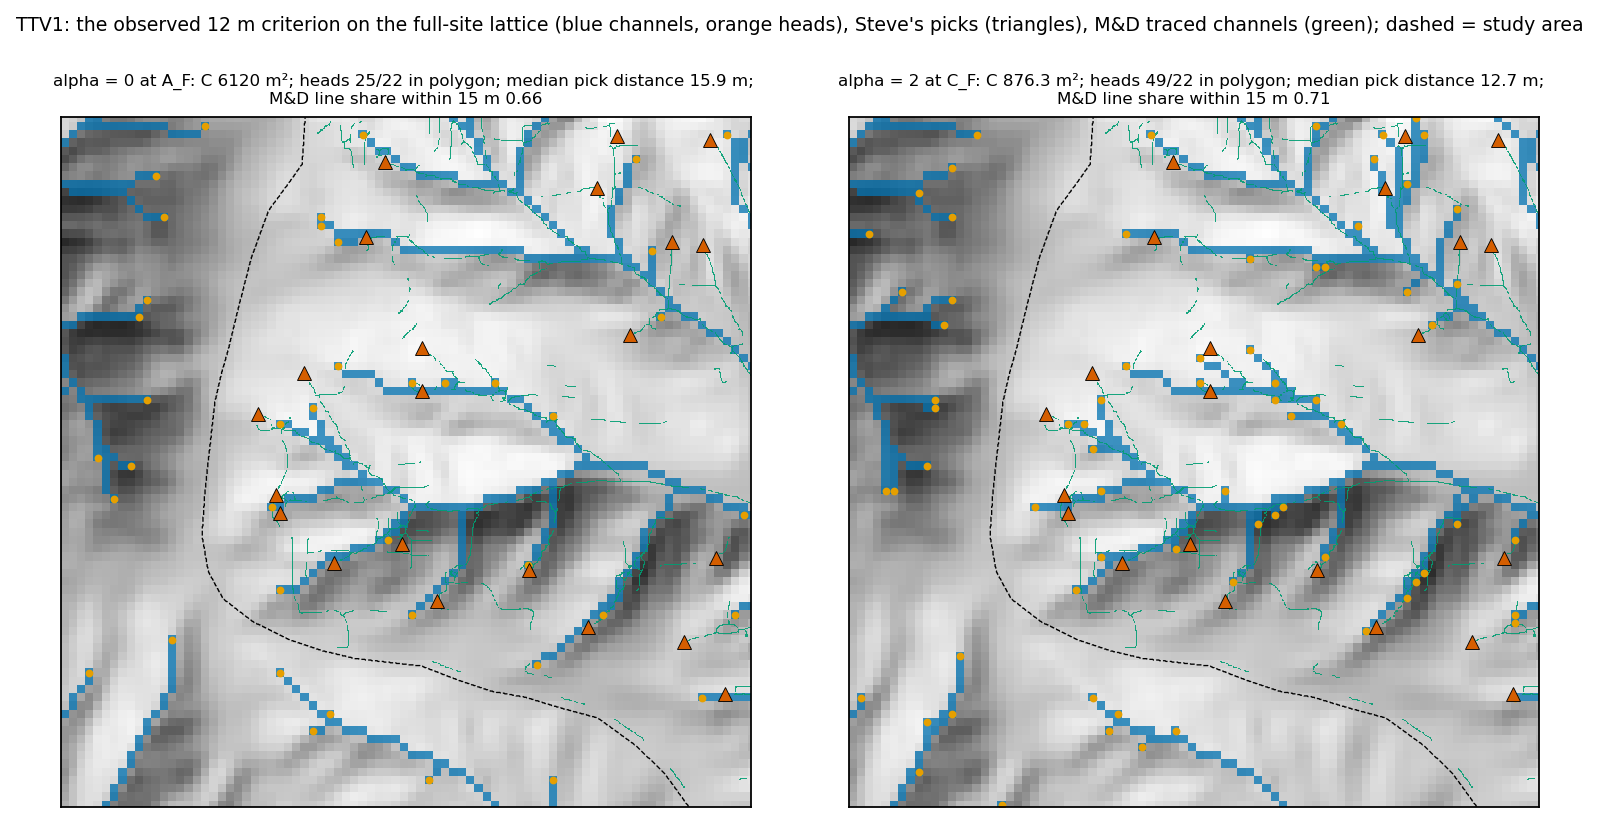 TTV1: the observed 12 m criterion on the full-site lattice (blue channels, orange heads), Steve's picks (triangles), M&D traced channels (green); dashed = study area
alpha = 0 at A_F: C 6120 m²; heads 25/22 in polygon; median pick distance 15.9 m;
M&D line share within 15 m 0.66
alpha = 2 at C_F: C 876.3 m²; heads 49/22 in polygon; median pick distance 12.7 m;
M&D line share within 15 m 0.71